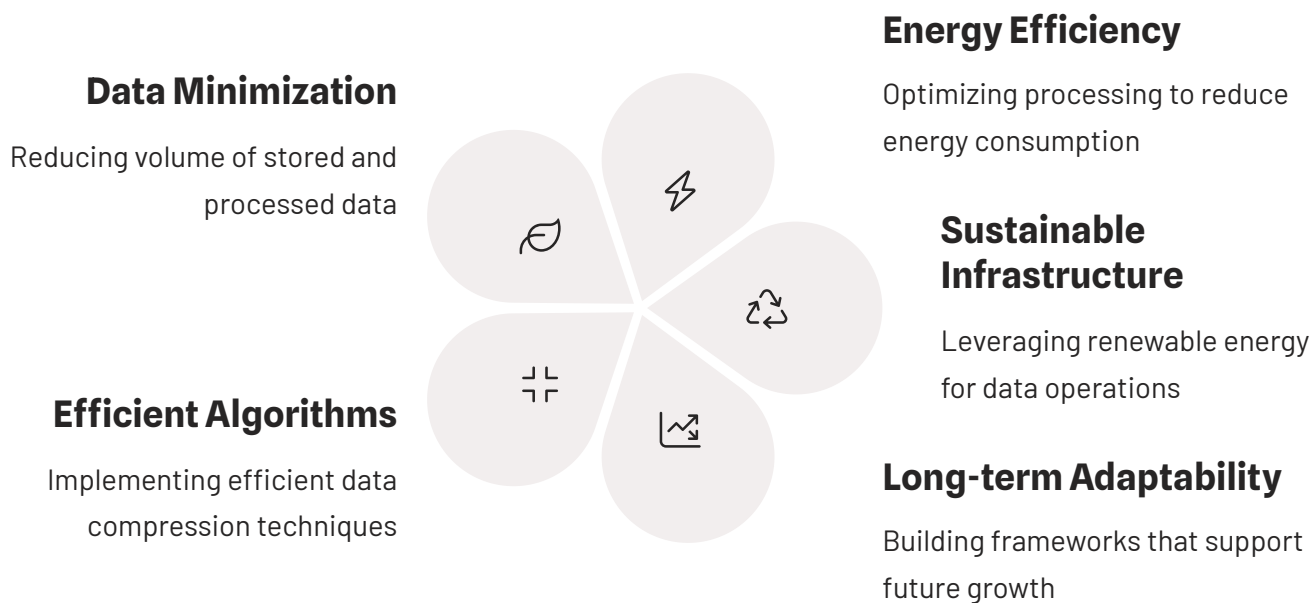 Data Minimization
Reducing volume of stored and
processed data
Energy Efficiency
Optimizing processing to reduce
energy consumption
Sustainable
Infrastructure
Leveraging renewable energy
for data operations
Efficient Algorithms
Implementing efficient data
compression techniques
Long-term Adaptability
Building frameworks that support
future growth